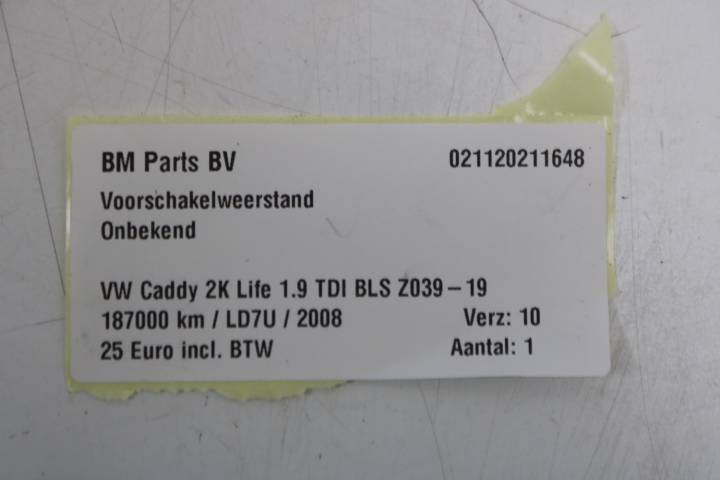 BM Parts BV 021120211648
Voorschakelweerstand
Onbekend
VW Caddy 2K Life 1.9 TDI BLS Z039 – 19
187000 km / LD7U / 2008 Verz: 10
25 Euro incl. BTW Aantal: 1